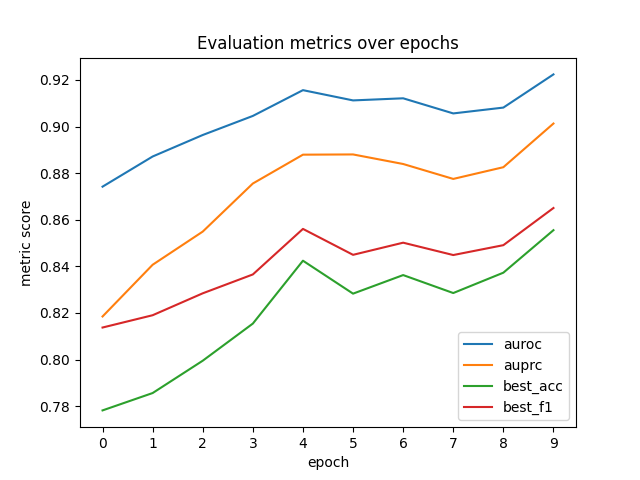 Evaluation metrics over epochs
metric score
0.92
0.90
0.88
0.86
0.84
0.82
0.80
0.78
auroc
auprc
best_acc
best_f1
0 1 2 3 4 5 6 7 8 9
epoch